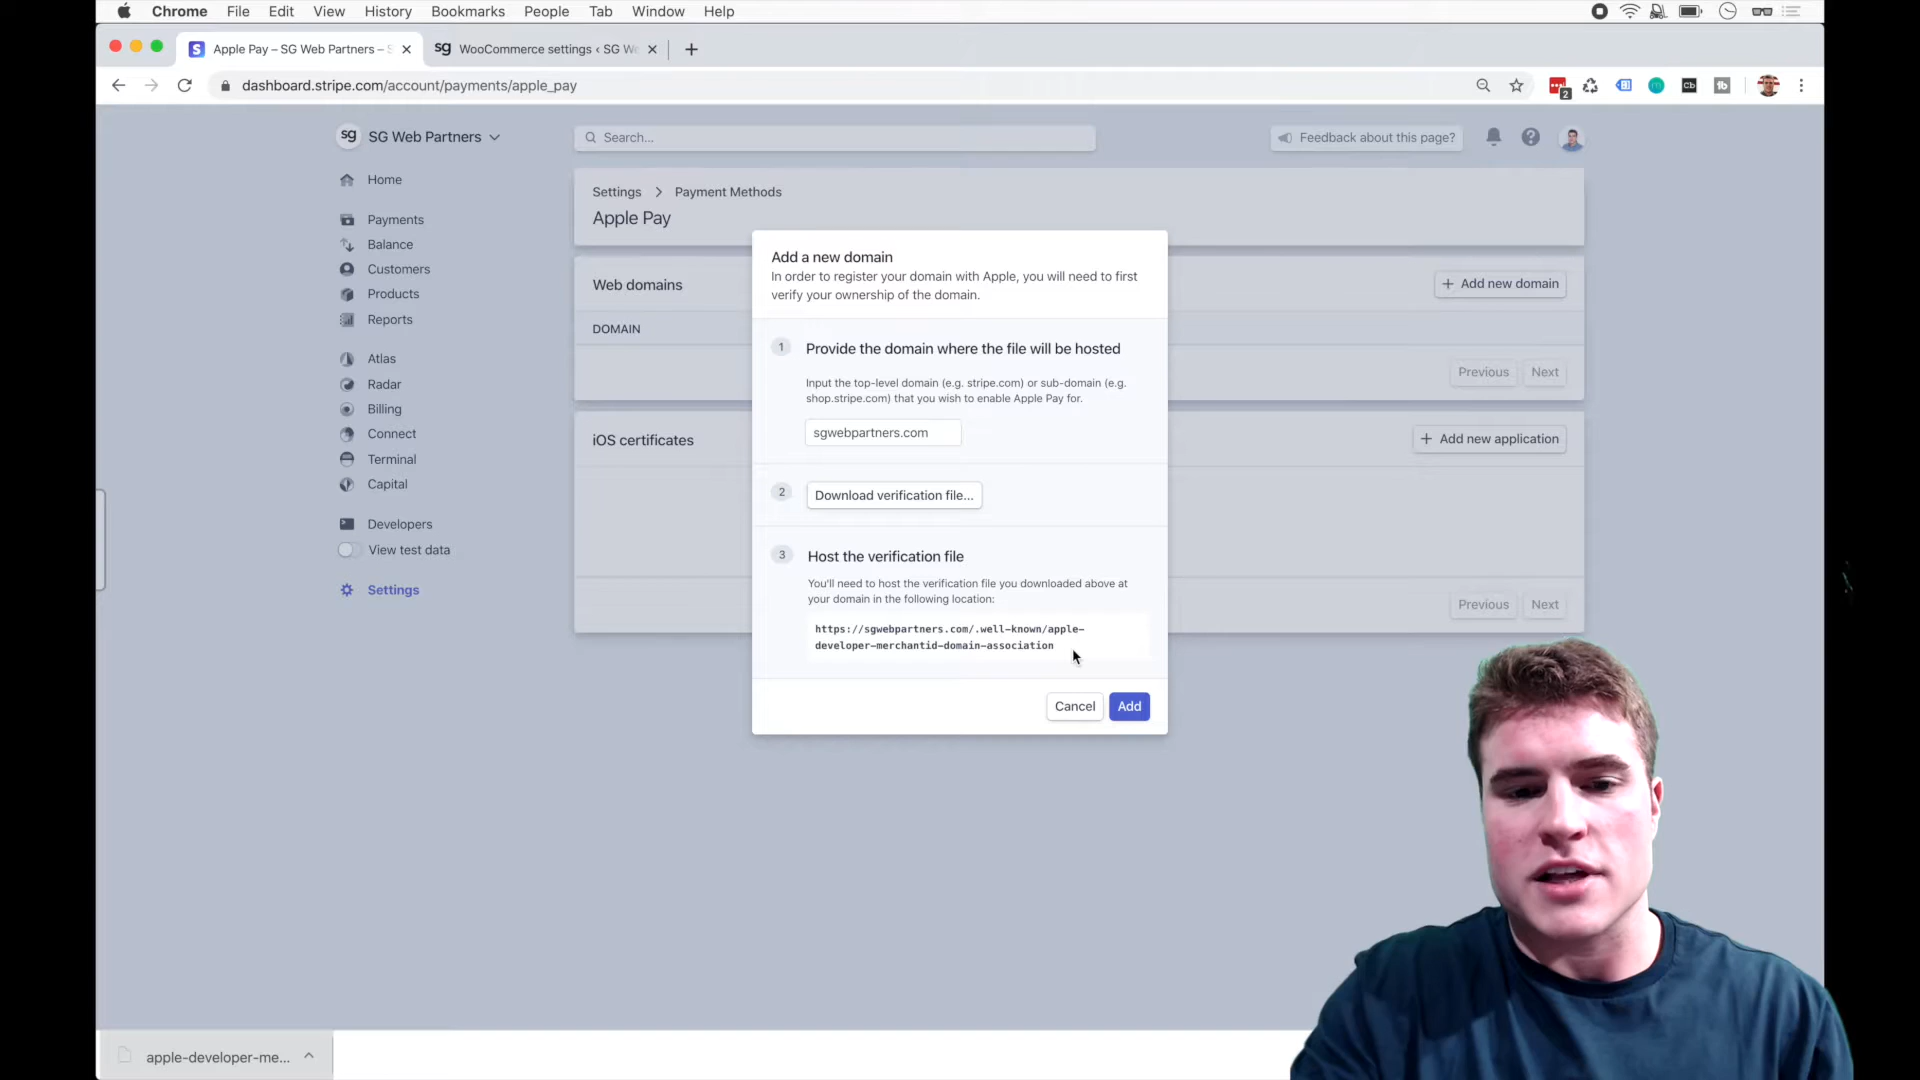 Chrome File Edit View History Bookmarks People Tab Window Help
Apple Pay – SG Web Partners –
sg WooCommerce settings ‹ SG We
dashboard.stripe.com/account/payments/apple_pay
2
Cb
tb
sg SG Web Partners
Search...
Feedback about this page?
Home
Payments
Balance
Customers
Products
Reports
Atlas
Radar
Billing
Connect
Terminal
Capital
Developers
View test data
Settings
Settings > Payment Methods
Apple Pay
Web domains
+ Add new domain
DOMAIN
Previous Next
iOS certificates
+ Add new application
Previous Next
Add a new domain
In order to register your domain with Apple, you will need to first
verify your ownership of the domain.
1 Provide the domain where the file will be hosted
Input the top-level domain (e.g. stripe.com) or sub-domain (e.g.
shop.stripe.com) that you wish to enable Apple Pay for.
sgwebpartners.com
2 Download verification file...
3 Host the verification file
You'll need to host the verification file you downloaded above at
your domain in the following location:
https://sgwebpartners.com/.well-known/apple-
developer-merchantid-domain-association
Cancel Add
apple-developer-me...